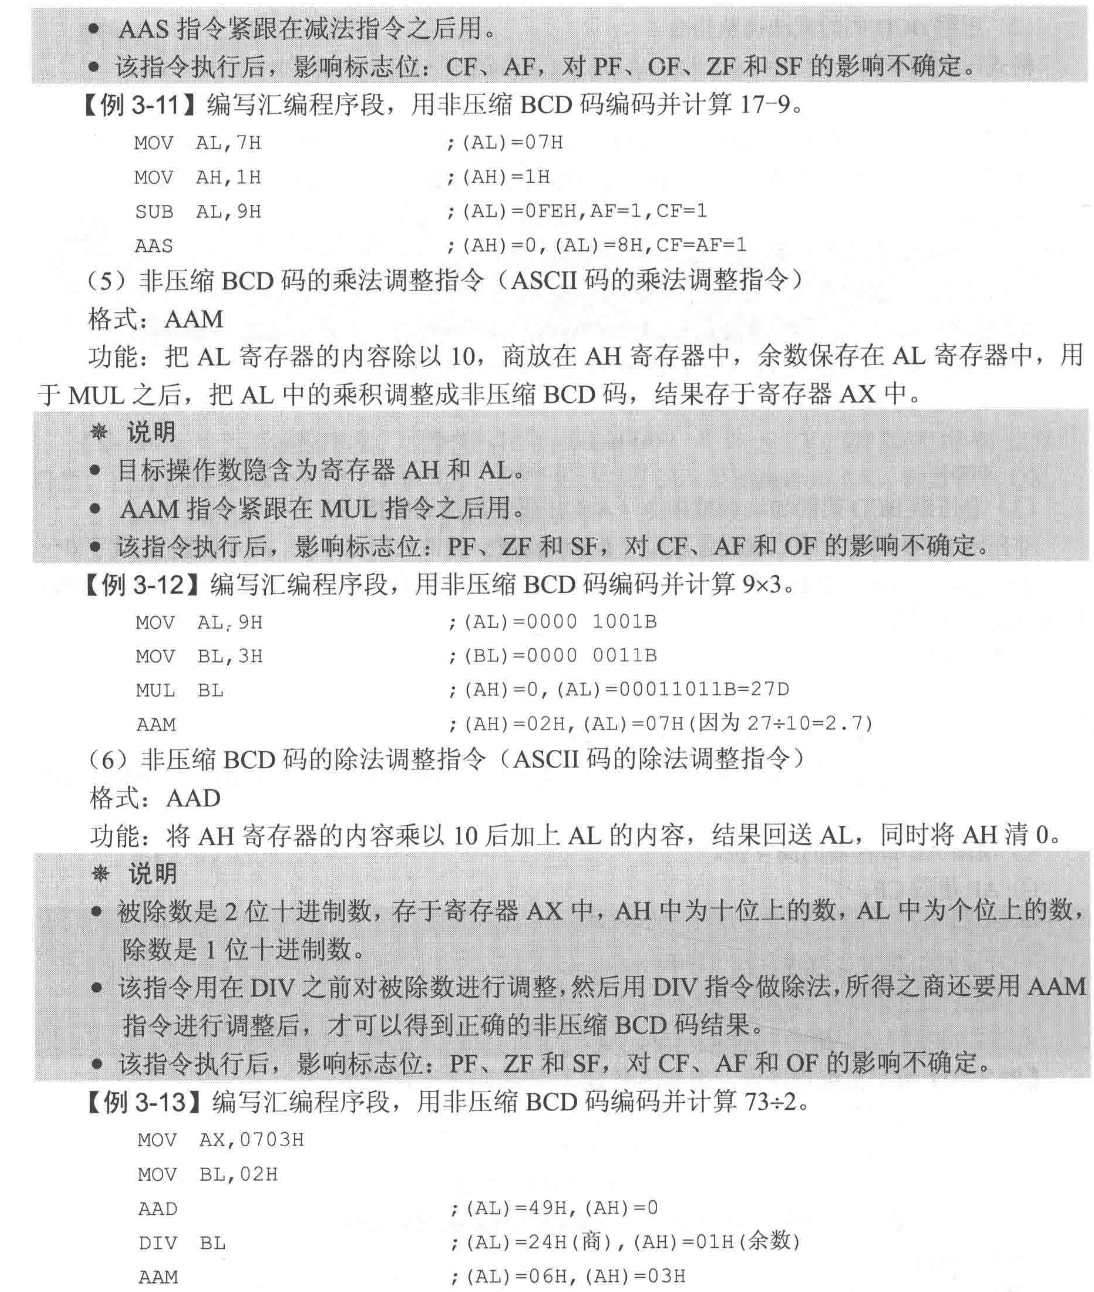 ● AAS 指令紧跟在减法指令之后用。
● 该指令执行后，影响标志位：CF、AF，对 PF、OF、ZF 和 SF 的影响不确定。
【例 3-11】编写汇编程序段，用非压缩 BCD 码编码并计算 17-9。
MOV AL,7H ;(AL)=07H
MOV AH,1H ;(AH)=1H
SUB AL,9H ;(AL)=0FEH,AF=1,CF=1
AAS ;(AH)=0,(AL)=8H,CF=AF=1
（5）非压缩 BCD 码的乘法调整指令（ASCII 码的乘法调整指令）
格式：AAM
功能：把 AL 寄存器的内容除以 10，商放在 AH 寄存器中，余数保存在 AL 寄存器中，用
于 MUL 之后，把 AL 中的乘积调整成非压缩 BCD 码，结果存于寄存器 AX 中。
※ 说明
● 目标操作数隐含为寄存器 AH 和 AL。
● AAM 指令紧跟在 MUL 指令之后用。
● 该指令执行后，影响标志位：PF、ZF 和 SF，对 CF、AF 和 OF 的影响不确定。
【例 3-12】编写汇编程序段，用非压缩 BCD 码编码并计算 9×3。
MOV AL,9H ;(AL)=0000 1001B
MOV BL,3H ;(BL)=0000 0011B
MUL BL ;(AH)=0,(AL)=00011011B=27D
AAM ;(AH)=02H,(AL)=07H(因为 27÷10=2.7)
（6）非压缩 BCD 码的除法调整指令（ASCII 码的除法调整指令）
格式：AAD
功能：将 AH 寄存器的内容乘以 10 后加上 AL 的内容，结果回送 AL，同时将 AH 清 0。
※ 说明
● 被除数是 2 位十进制数，存于寄存器 AX 中，AH 中为十位上的数，AL 中为个位上的数，
除数是 1 位十进制数。
● 该指令用在 DIV 之前对被除数进行调整，然后用 DIV 指令做除法，所得之商还要用 AAM
指令进行调整后，才可以得到正确的非压缩 BCD 码结果。
● 该指令执行后，影响标志位：PF、ZF 和 SF，对 CF、AF 和 OF 的影响不确定。
【例 3-13】编写汇编程序段，用非压缩 BCD 码编码并计算 73÷2。
MOV AX,0703H
MOV BL,02H
AAD ;(AL)=49H,(AH)=0
DIV BL ;(AL)=24H(商),(AH)=01H(余数)
AAM ;(AL)=06H,(AH)=03H